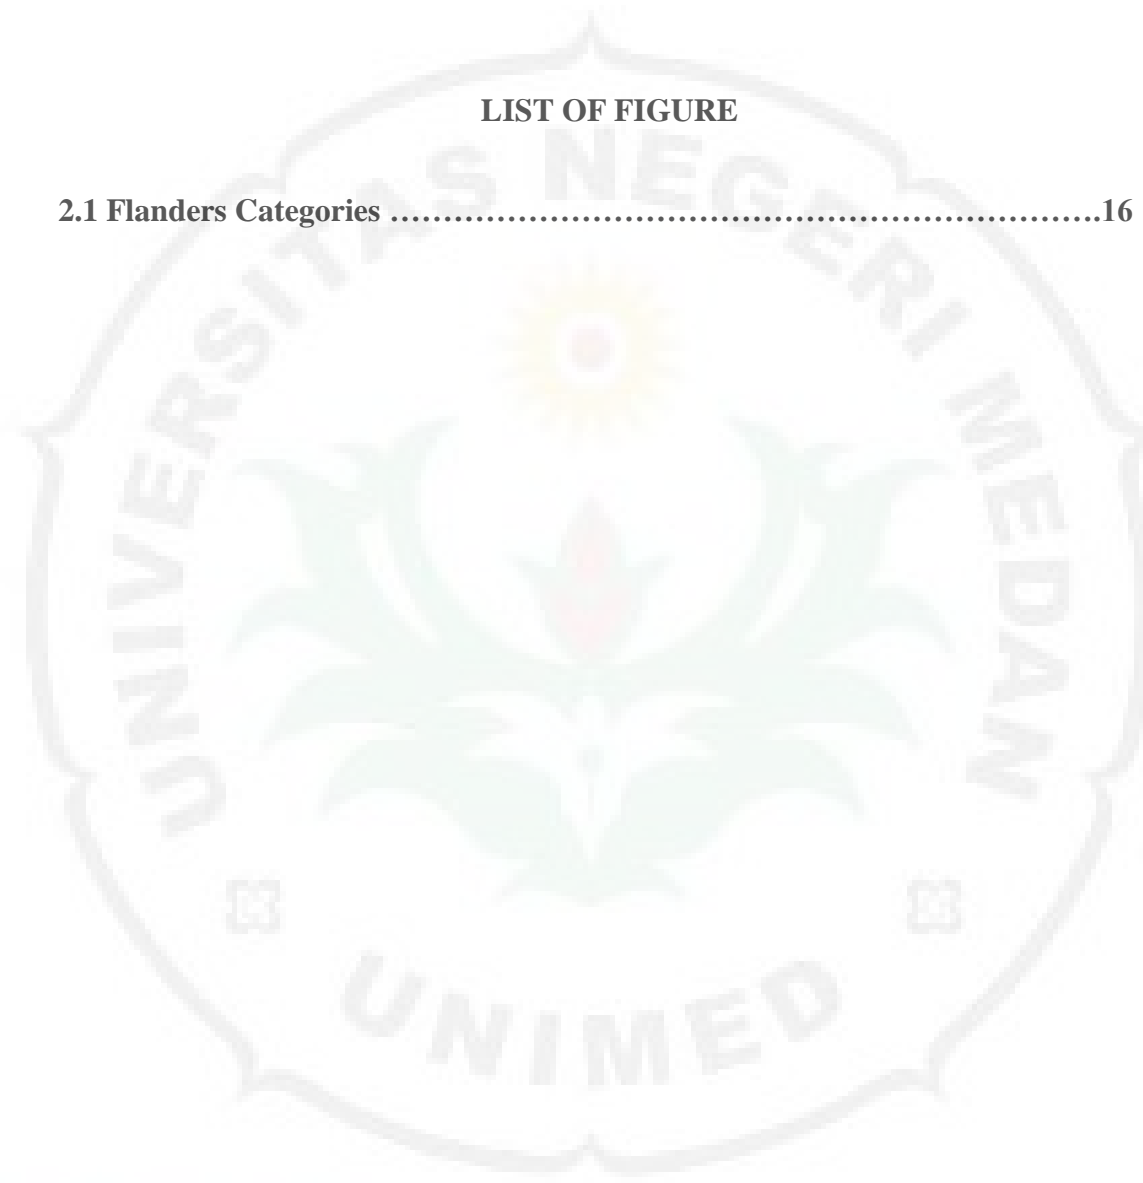 LIST OF FIGURE
2.1 Flanders Categories ……………………………………………………………….16
UNIVERSITAS NEGERI MEDAN
UNIMED